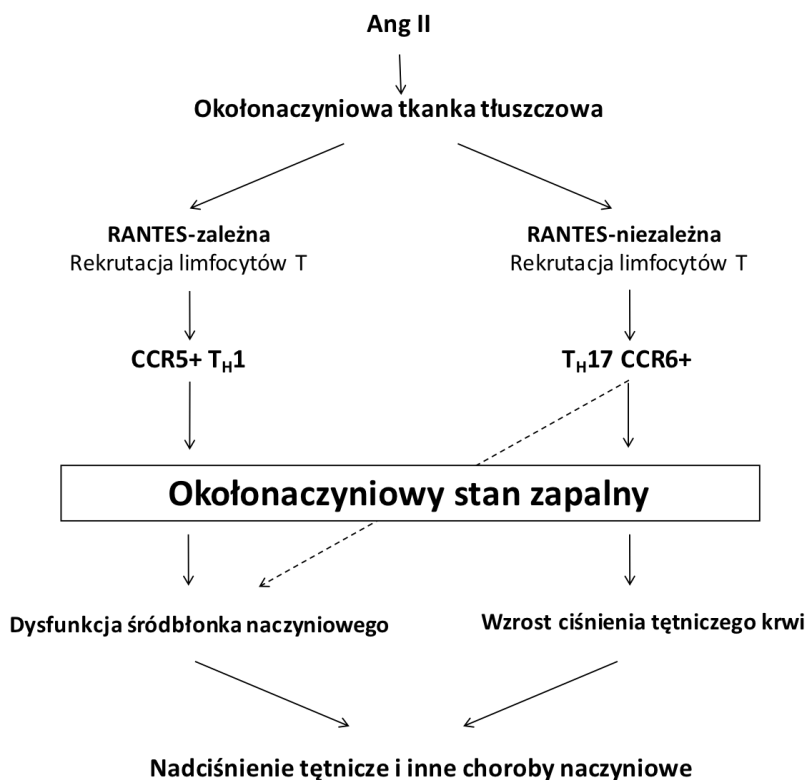 Ang II
Okołonaczyniowa tkanka tłuszczowa
RANTES-zależna
Rekrutacja limfocytów T
RANTES-niezależna
Rekrutacja limfocytów T
CCR5+ TH1
TH17 CCR6+
Okołonaczyniowy stan zapalny
Dysfunkcja śródbłonka naczyniowego
Wzrost ciśnienia tętniczego krwi
Nadciśnienie tętnicze i inne choroby naczyniowe